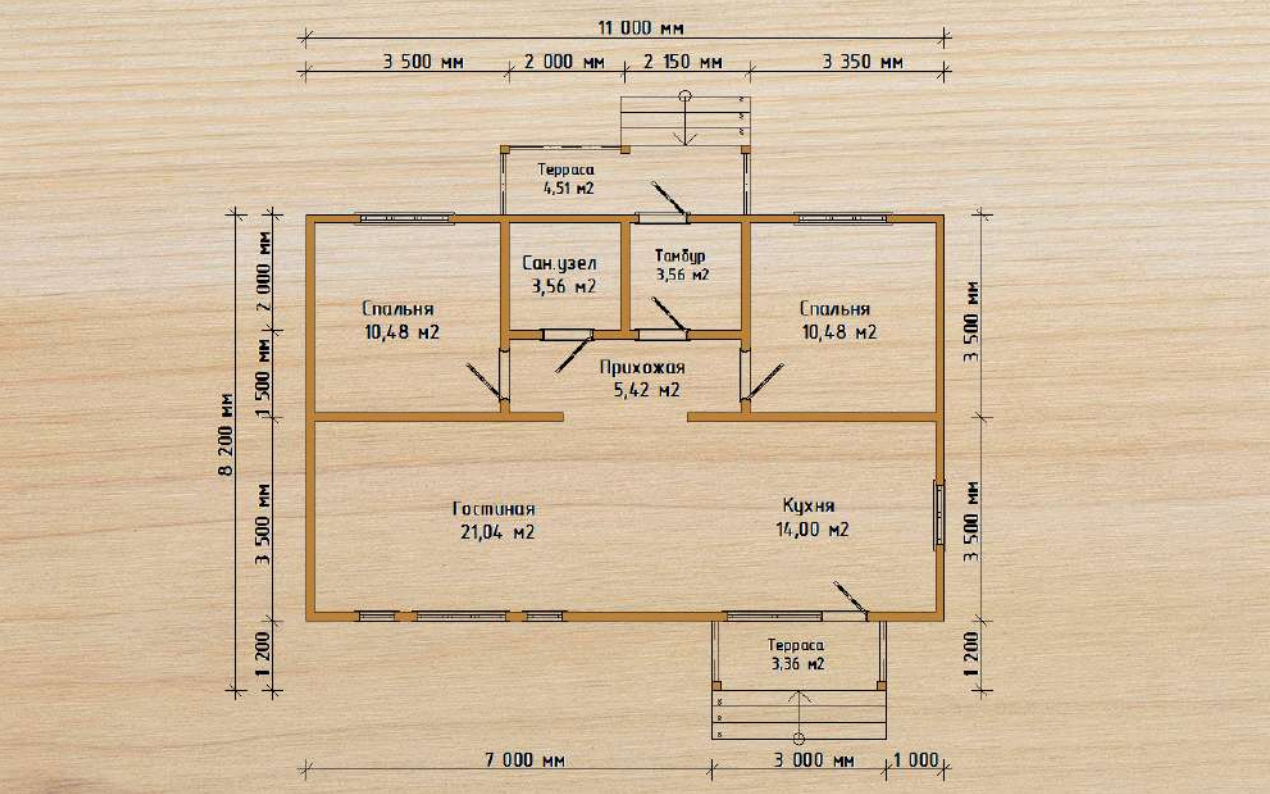 11 000 мм
3 500 мм
2 000 мм
2 150 мм
3 350 мм
Терраса
4,51 м2
Сан.узел
3,56 м2
Тамбур
3,56 м2
Спальня
10,48 м2
Спальня
10,48 м2
Прихожая
5,42 м2
2 000 мм
1 500 мм
3 500 мм
1 200
8 200 мм
3 500 мм
3 500 мм
1 200
Гостиная
21,04 м2
Кухня
14,00 м2
Терраса
3,36 м2
7 000 мм
3 000 мм
1 000